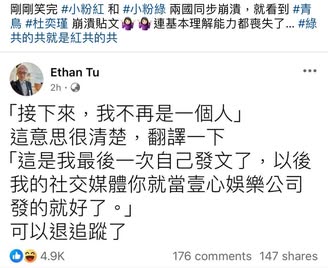 剛剛笑完 #小粉紅 和 #小粉綠 兩國同步崩潰，就看到 #青
鳥 #杜奕瑾 崩潰貼文🤷🏻‍♀️🤷🏻‍♀️ 連基本理解能力都喪失了... #綠
共的共就是紅共的共
Ethan Tu
2h ·
「接下來，我不再是一個人」
這意思很清楚，翻譯一下
「這是我最後一次自己發文了，以後
我的社交媒體你就當壹心娛樂公司
發的就好了。」
可以退追蹤了
4.9K 176 comments 147 shares